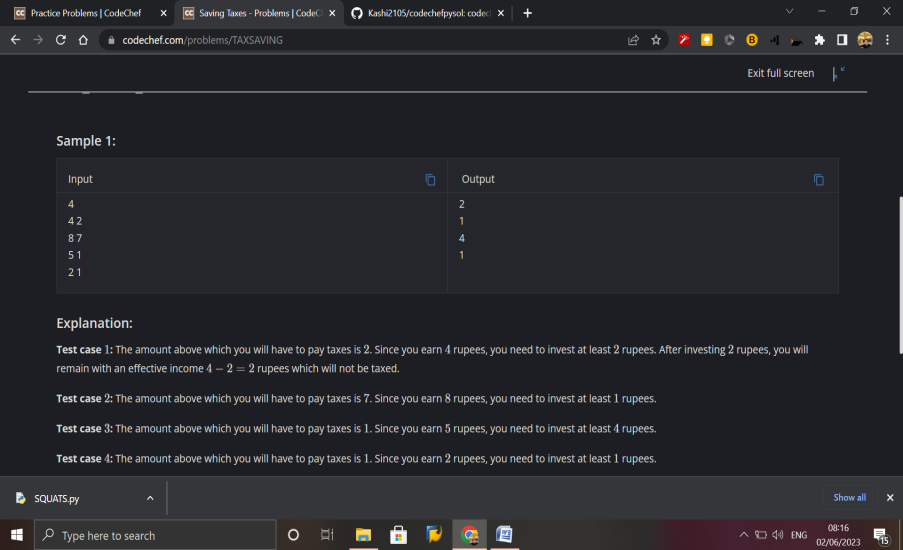 Practice Problems | CodeChef
Saving Taxes - Problems | CodeC
Kashi2105/codechefpysol: codec
codechef.com/problems/TAXSAVING
Exit full screen
Sample 1:
Input
Output
4
4 2
8 7
5 1
2 1
2
1
4
1
Explanation:
Test case 1: The amount above which you will have to pay taxes is 2. Since you earn 4 rupees, you need to invest at least 2 rupees. After investing 2 rupees, you will
remain with an effective income 4 − 2 = 2 rupees which will not be taxed.
Test case 2: The amount above which you will have to pay taxes is 7. Since you earn 8 rupees, you need to invest at least 1 rupees.
Test case 3: The amount above which you will have to pay taxes is 1. Since you earn 5 rupees, you need to invest at least 4 rupees.
Test case 4: The amount above which you will have to pay taxes is 1. Since you earn 2 rupees, you need to invest at least 1 rupees.
SQUATS.py
Show all
Type here to search
ENG
08:16
02/06/2023
15